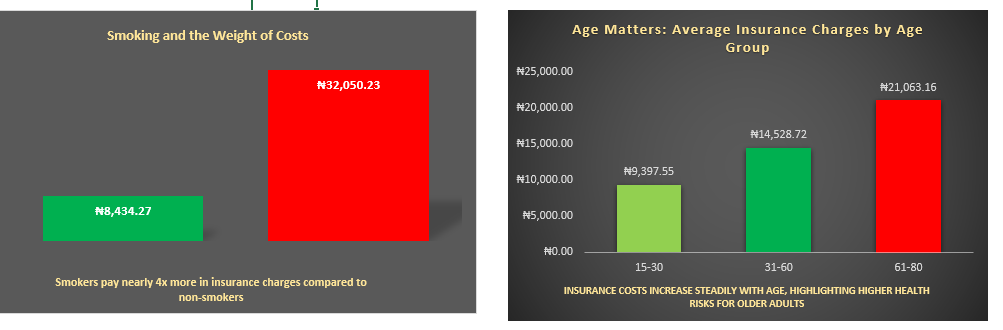 Smoking and the Weight of Costs
₦32,050.23
₦8,434.27
Smokers pay nearly 4x more in insurance charges compared to
non-smokers
Age Matters: Average Insurance Charges by Age
Group
₦25,000.00
₦20,000.00
₦15,000.00
₦10,000.00
₦5,000.00
₦0.00
₦9,397.55
₦14,528.72
₦21,063.16
15-30
31-60
61-80
INSURANCE COSTS INCREASE STEADILY WITH AGE, HIGHLIGHTING HIGHER HEALTH
RISKS FOR OLDER ADULTS